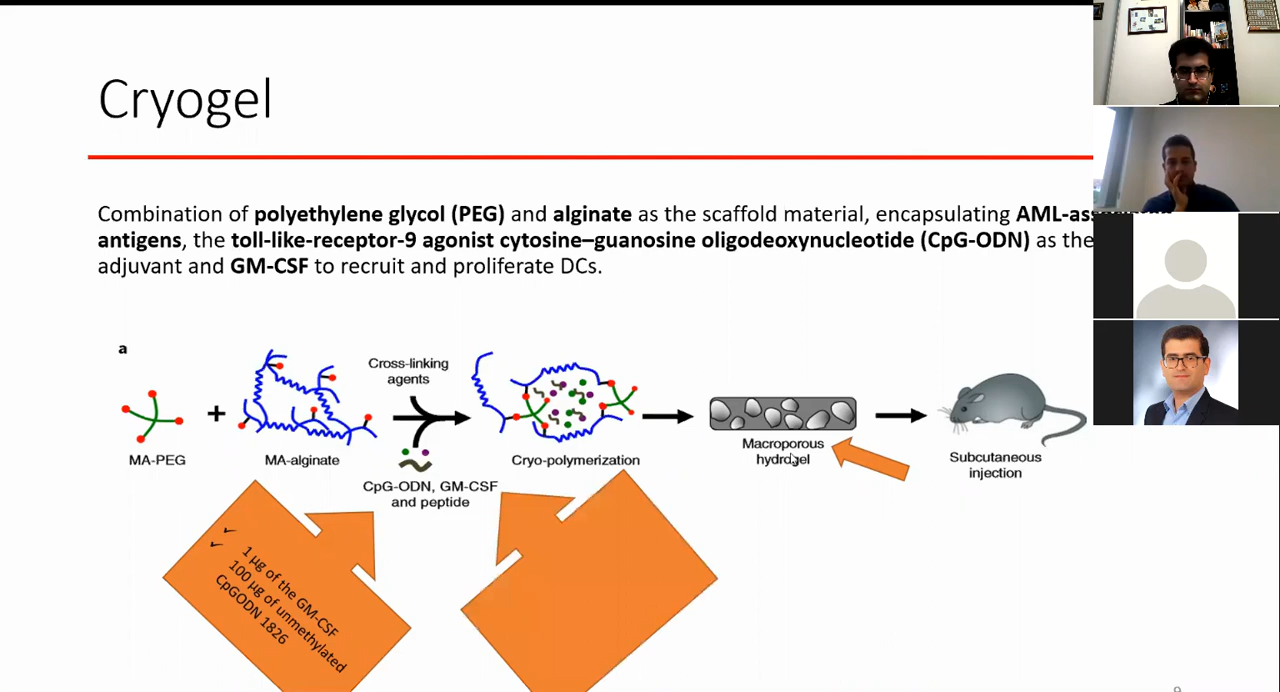 Cryogel
Combination of polyethylene glycol (PEG) and alginate as the scaffold material, encapsulating
antigens, the toll-like-receptor-9 agonist cytosine–guanosine oligodeoxynucleotide (CpG-ODN) as the
adjuvant and GM-CSF to recruit and proliferate DCs.
a
Cross-linking
agents
MA-PEG
MA-alginate
CpG-ODN, GM-CSF
and peptide
Cryo-polymerization
Macroporous
hydrogel
Subcutaneous
injection
✓ 1 µg of the GM-CSF
✓ 100 µg of unmethylated
CpGODN 1826